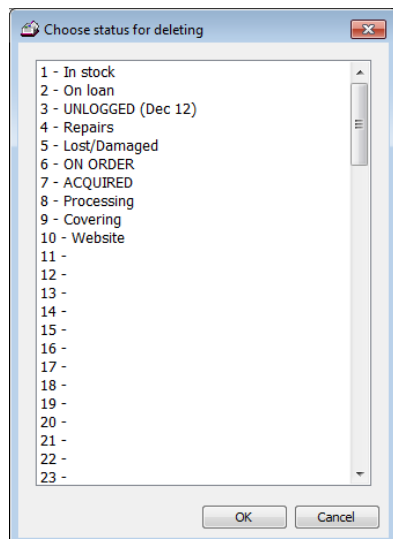 Choose status for deleting
1 - In stock
2 - On loan
3 - UNLOGGED (Dec 12)
4 - Repairs
5 - Lost/Damaged
6 - ON ORDER
7 - ACQUIRED
8 - Processing
9 - Covering
10 - Website
11 -
12 -
13 -
14 -
15 -
16 -
17 -
18 -
19 -
20 -
21 -
22 -
23 -
OK Cancel